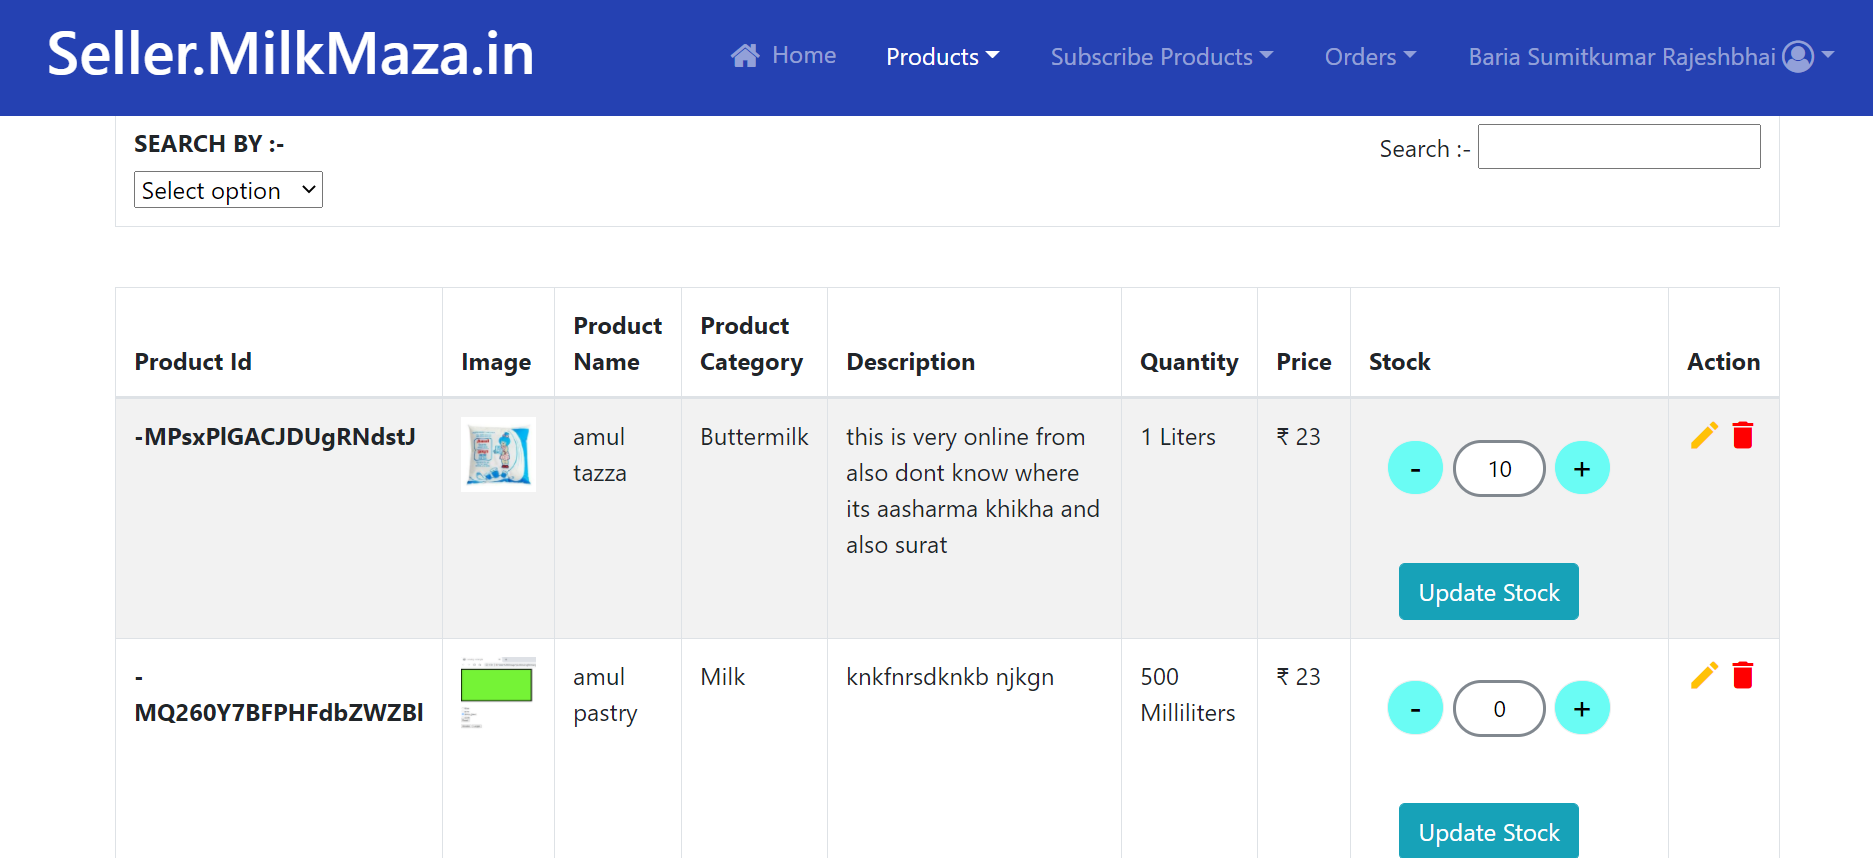 Seller.MilkMaza.in
Home
Products
Subscribe Products
Orders
Baria Sumitkumar Rajeshbhai
SEARCH BY :-
Search :-
Select option
Product Id
Image
Product
Name
Product
Category
Description
Quantity
Price
Stock
Action
-MPsxPlGACJDUgRNdstJ
amul
tazza
Buttermilk
this is very online from
also dont know where
its aasharma khikha and
also surat
1 Liters
₹ 23
-
10
+
Update Stock
-
MQ260Y7BFPHFdbZWZBl
amul
pastry
Milk
knkfnrsdknkb njkgn
500
Milliliters
₹ 23
-
0
+
Update Stock